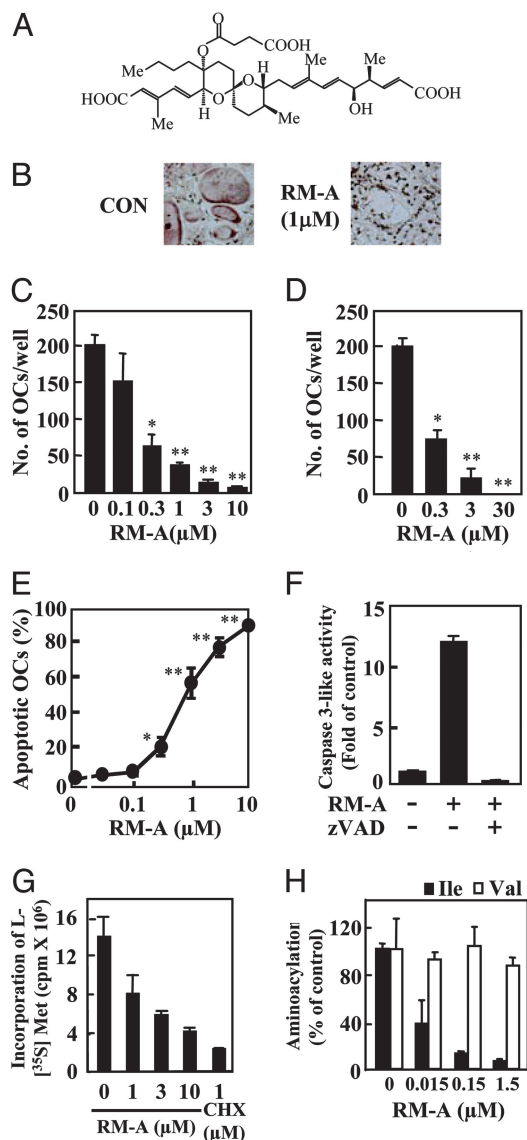 A
O
COOH
O
Me
Me
Me
HOOC
O
O
COOH
Me
H
H
Me
OH
B
CON
RM-A
(1μM)
C
No. of OCs/well
250
200
150
100
50
0
*
**
**
**
0 0.1 0.3 1 3 10
RM-A(μM)
D
No. of OCs/well
250
200
150
100
50
0
*
**
**
0 0.3 3 30
RM-A (μM)
E
Apoptotic OCs (%)
100
80
60
40
20
0
*
**
**
**
0 0.1 1 10
RM-A (μM)
F
Caspase 3-like activity
(Fold of control)
15
10
5
0
RM-A - + +
zVAD - - +
G
Incorporation of L-
[³⁵S] Met (cpm X 10⁶)
16
12
8
4
0
0 1 3 10 1
RM-A (μM) CHX
(μM)
H
Ile Val
Aminoacylation
(% of control)
120
80
40
0
0 0.015 0.15 1.5
RM-A (μM)